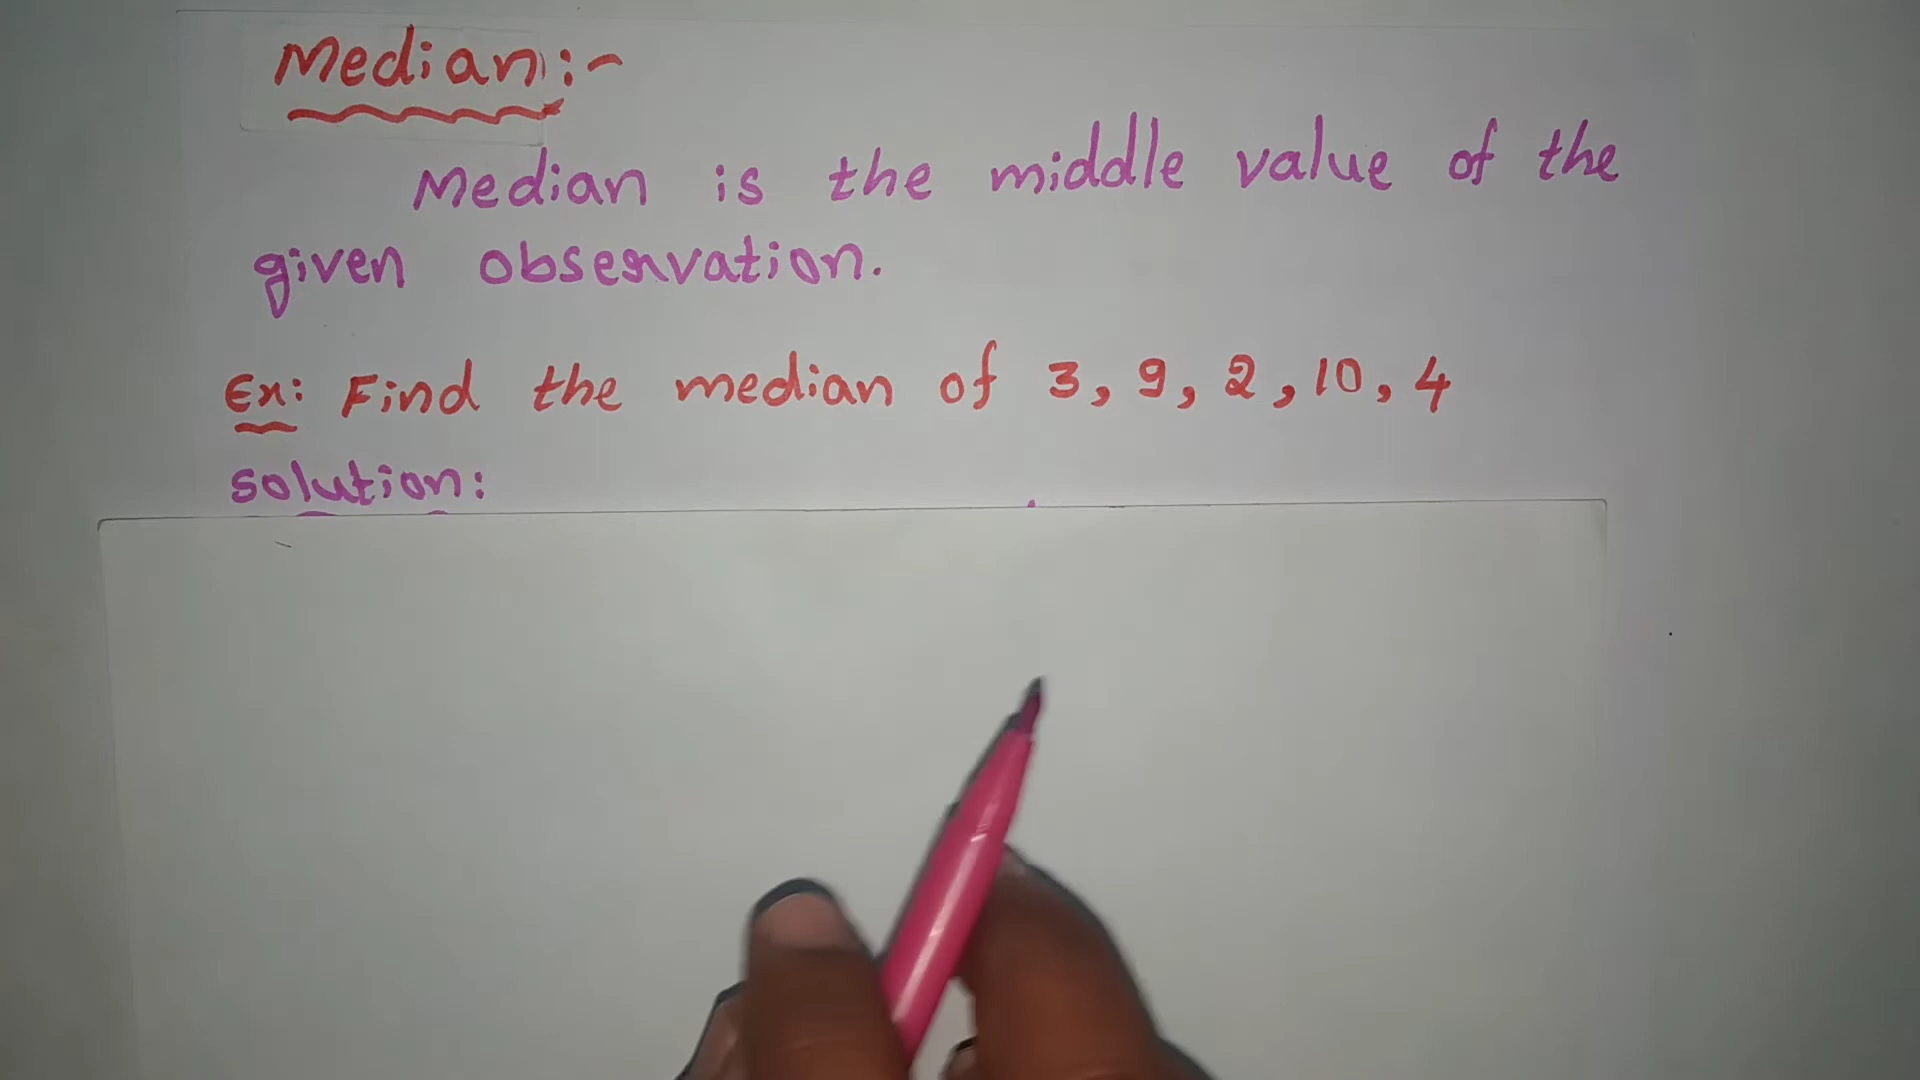 Median:-
Median is the middle value of the
given observation.
Ex: Find the median of 3, 9, 2, 10, 4
solution: